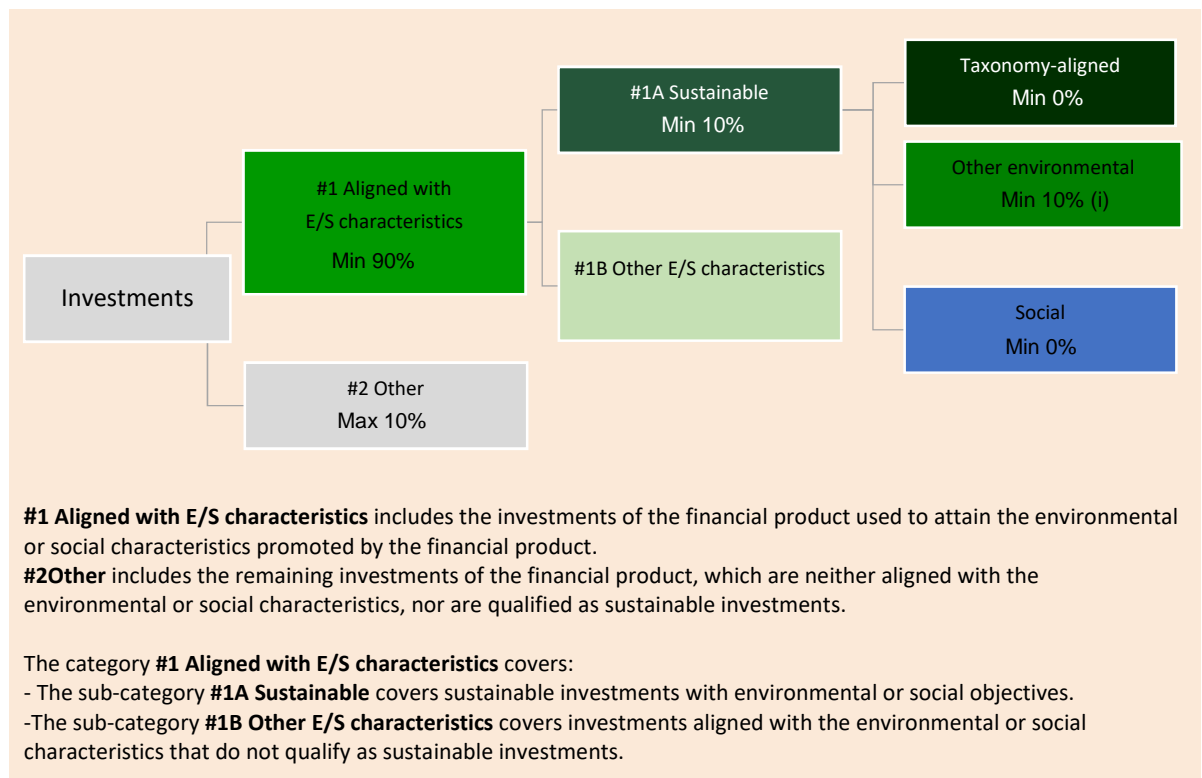 Taxonomy-aligned
Min 0%
#1A Sustainable
Min 10%
Other environmental
Min 10% (i)
#1 Aligned with
E/S characteristics
Min 90%
#1B Other E/S characteristics
Investments
Social
Min 0%
#2 Other
Max 10%
#1 Aligned with E/S characteristics includes the investments of the financial product used to attain the environmental
or social characteristics promoted by the financial product.
#2Other includes the remaining investments of the financial product, which are neither aligned with the
environmental or social characteristics, nor are qualified as sustainable investments.
The category #1 Aligned with E/S characteristics covers:
- The sub-category #1A Sustainable covers sustainable investments with environmental or social objectives.
-The sub-category #1B Other E/S characteristics covers investments aligned with the environmental or social
characteristics that do not qualify as sustainable investments.